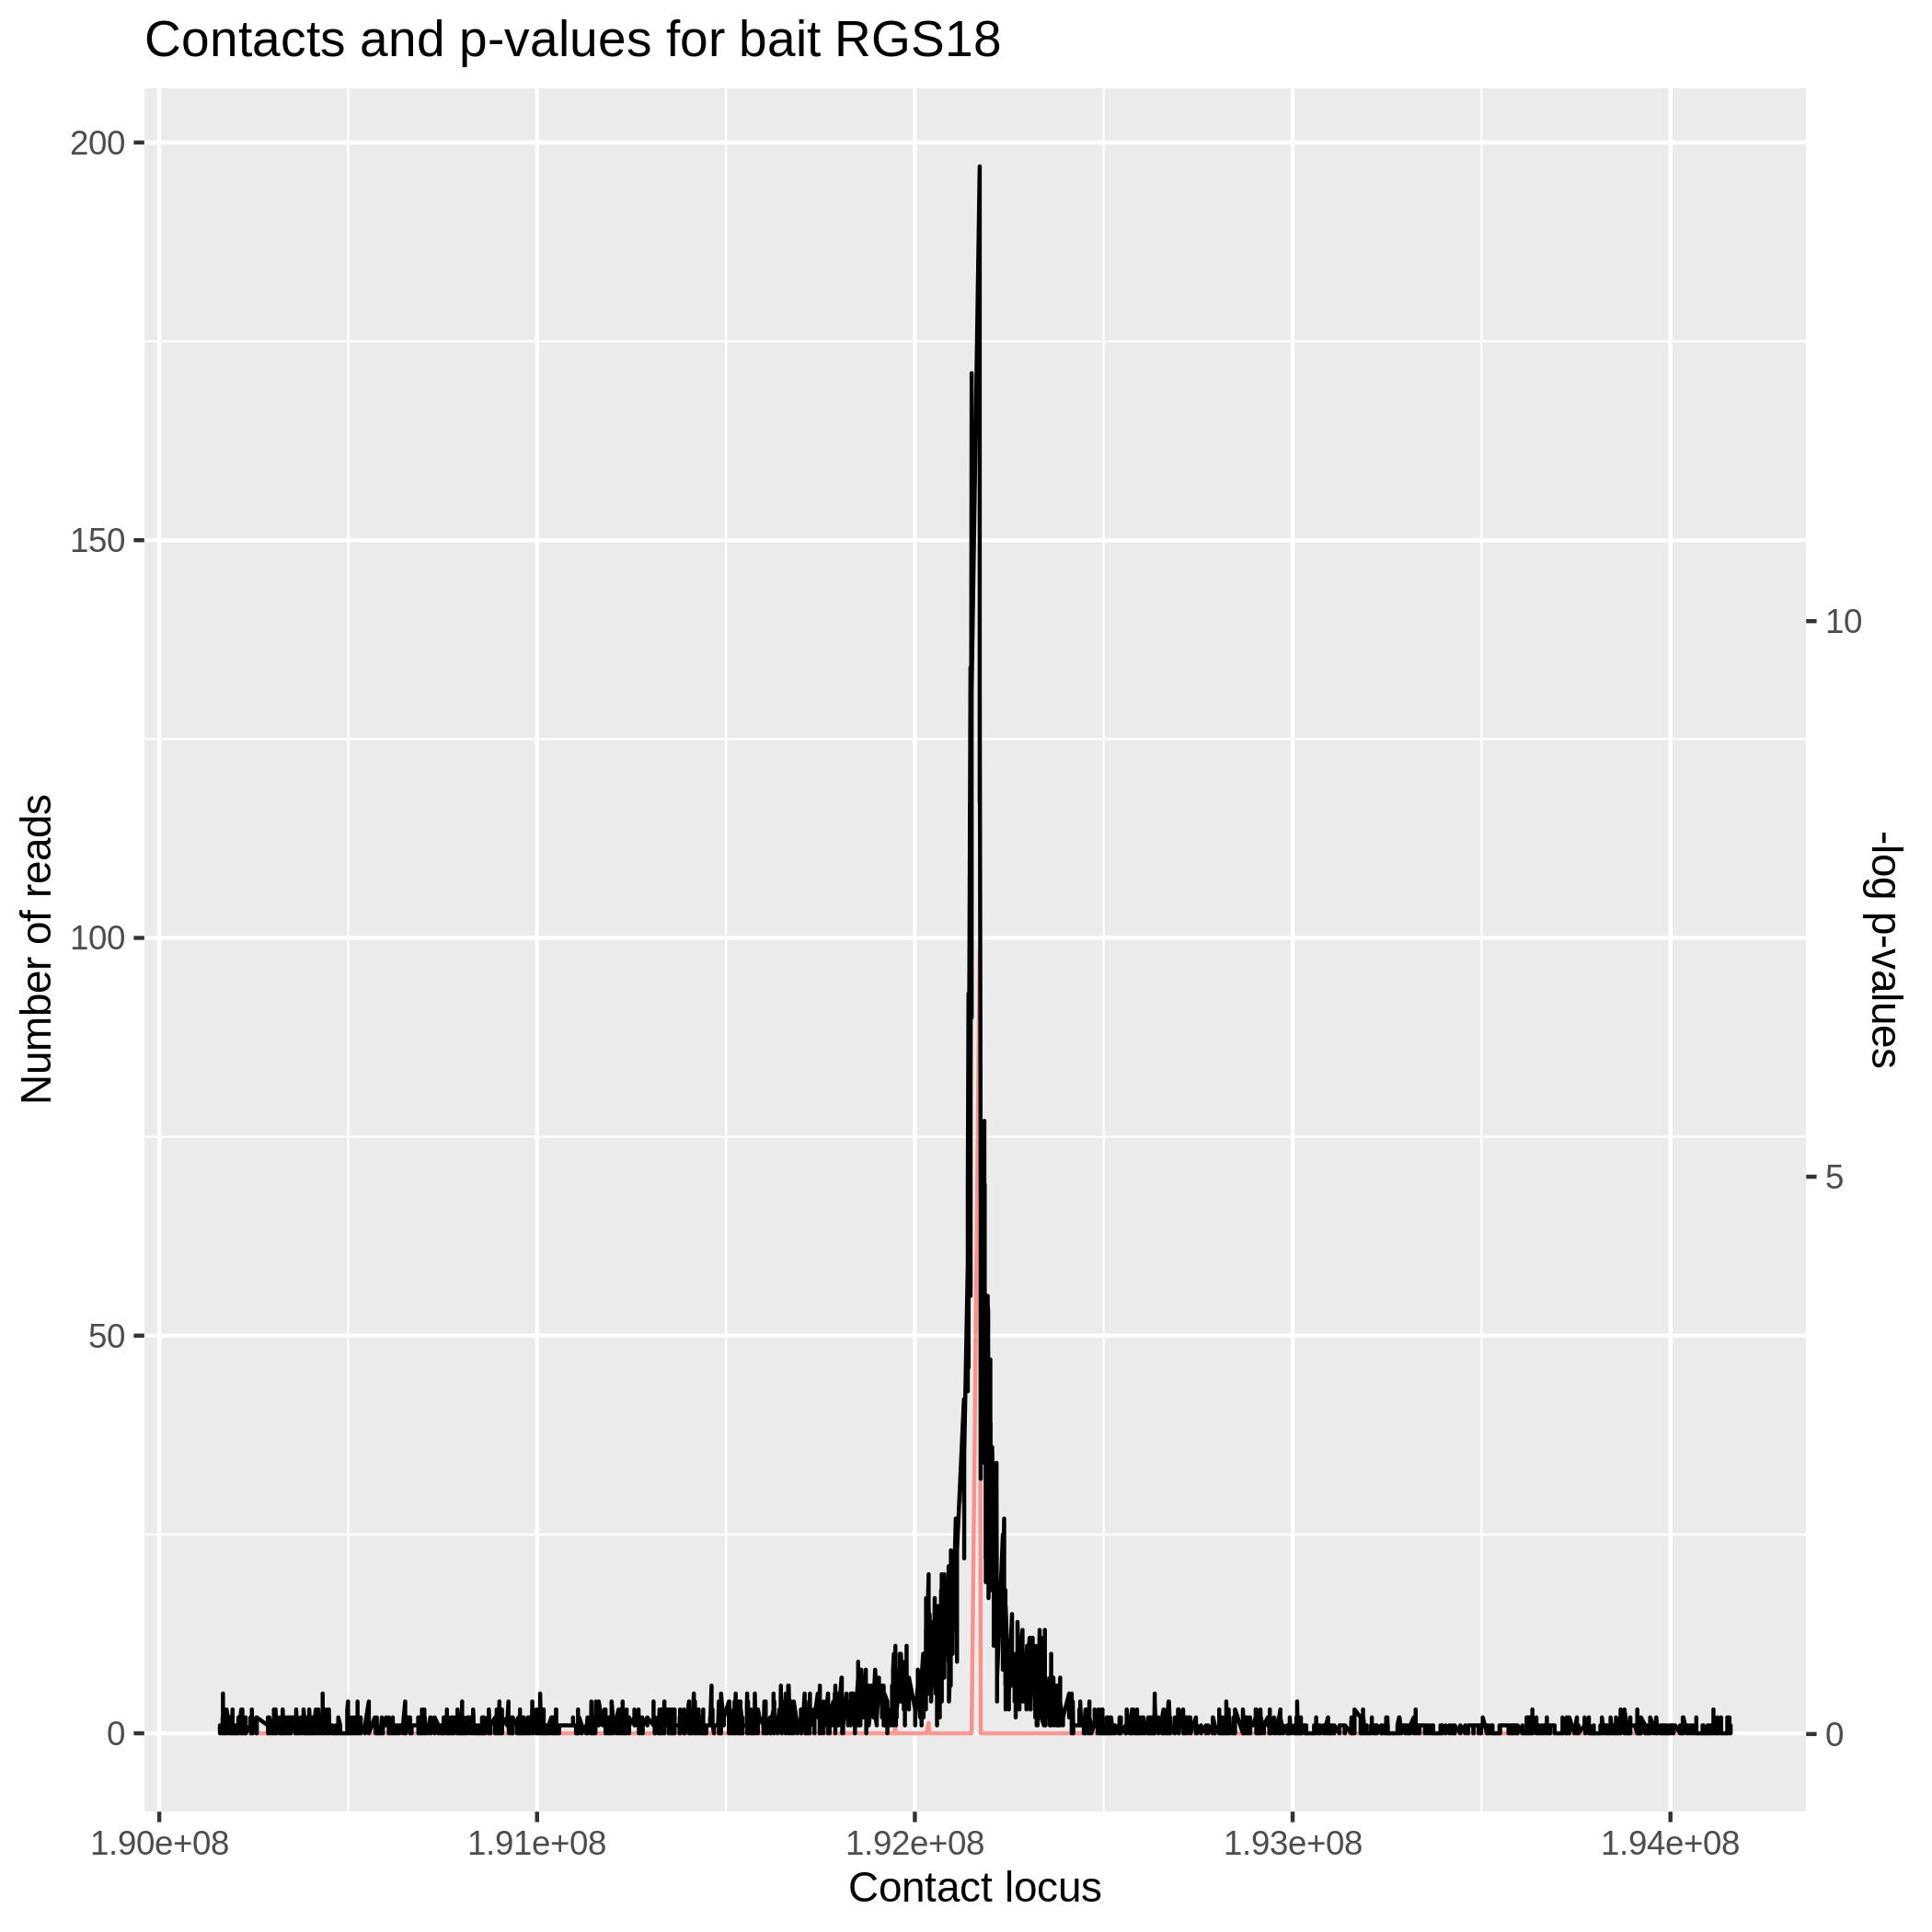 Contacts and p-values for bait RGS18
200
150
100
50
0
Number of reads
10
5
0
-log p-values
1.90e+08
1.91e+08
1.92e+08
1.93e+08
1.94e+08
Contact locus